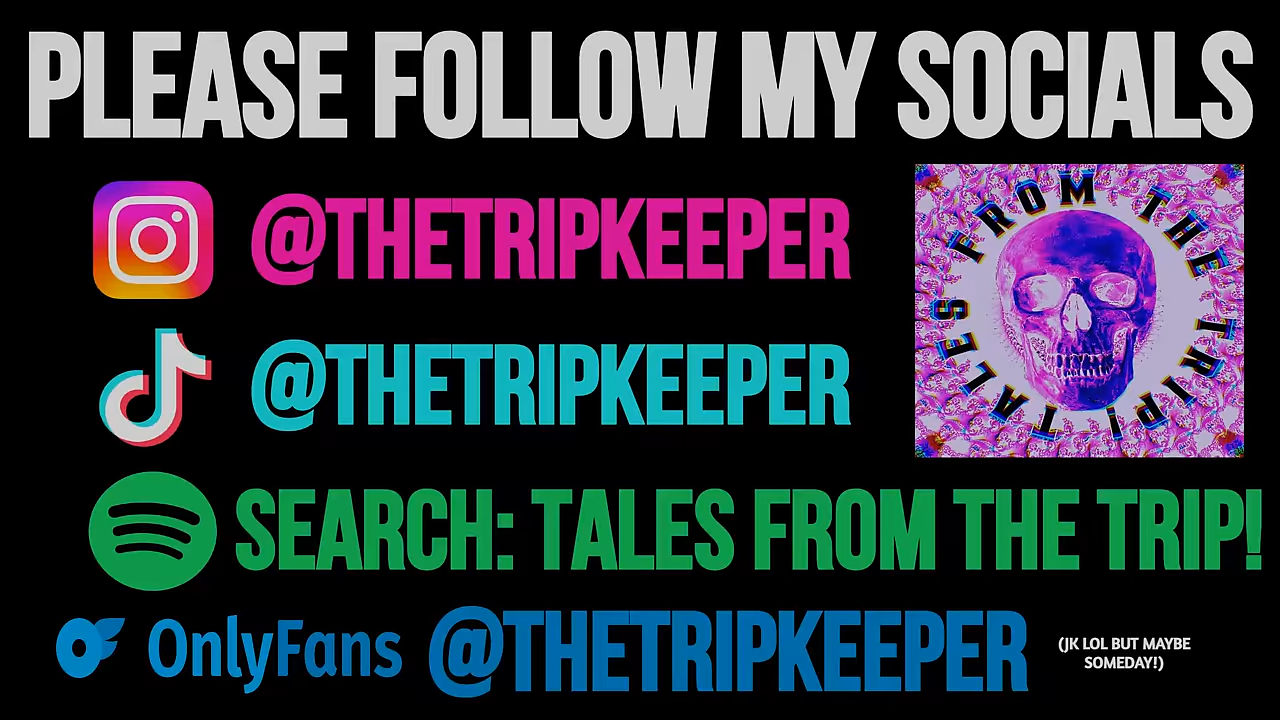 PLEASE FOLLOW MY SOCIALS
@THETRIPKEEPER
TALES FROM THE TRIP!
@THETRIPKEEPER
SEARCH: TALES FROM THE TRIP!
OnlyFans @THETRIPKEEPER
(JK LOL BUT MAYBE
SOMEDAY!)